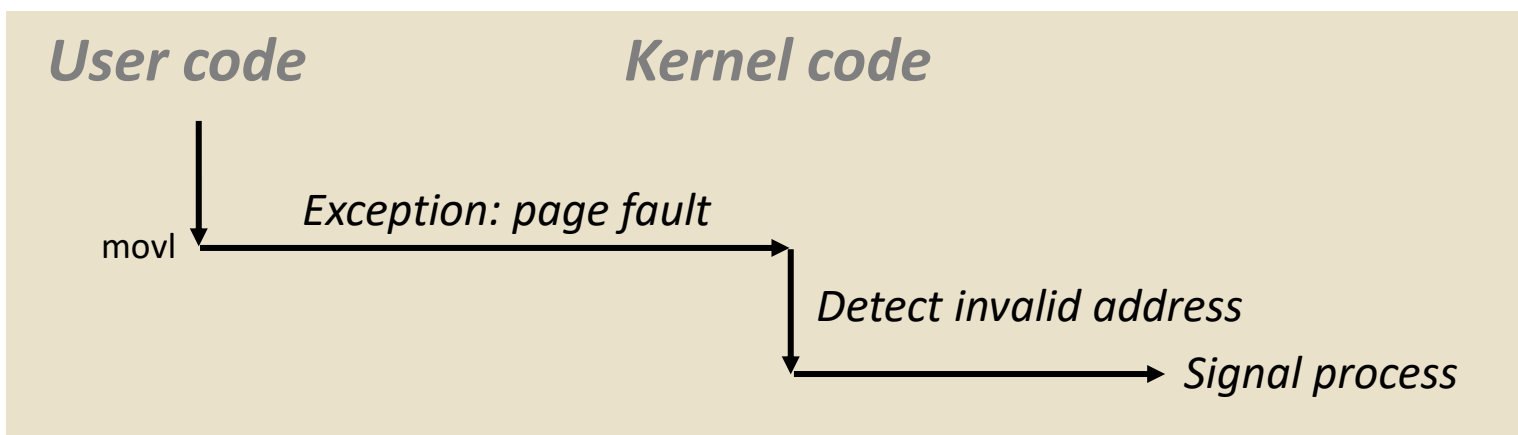 User code
Kernel code
Exception: page fault
movl
Detect invalid address
Signal process